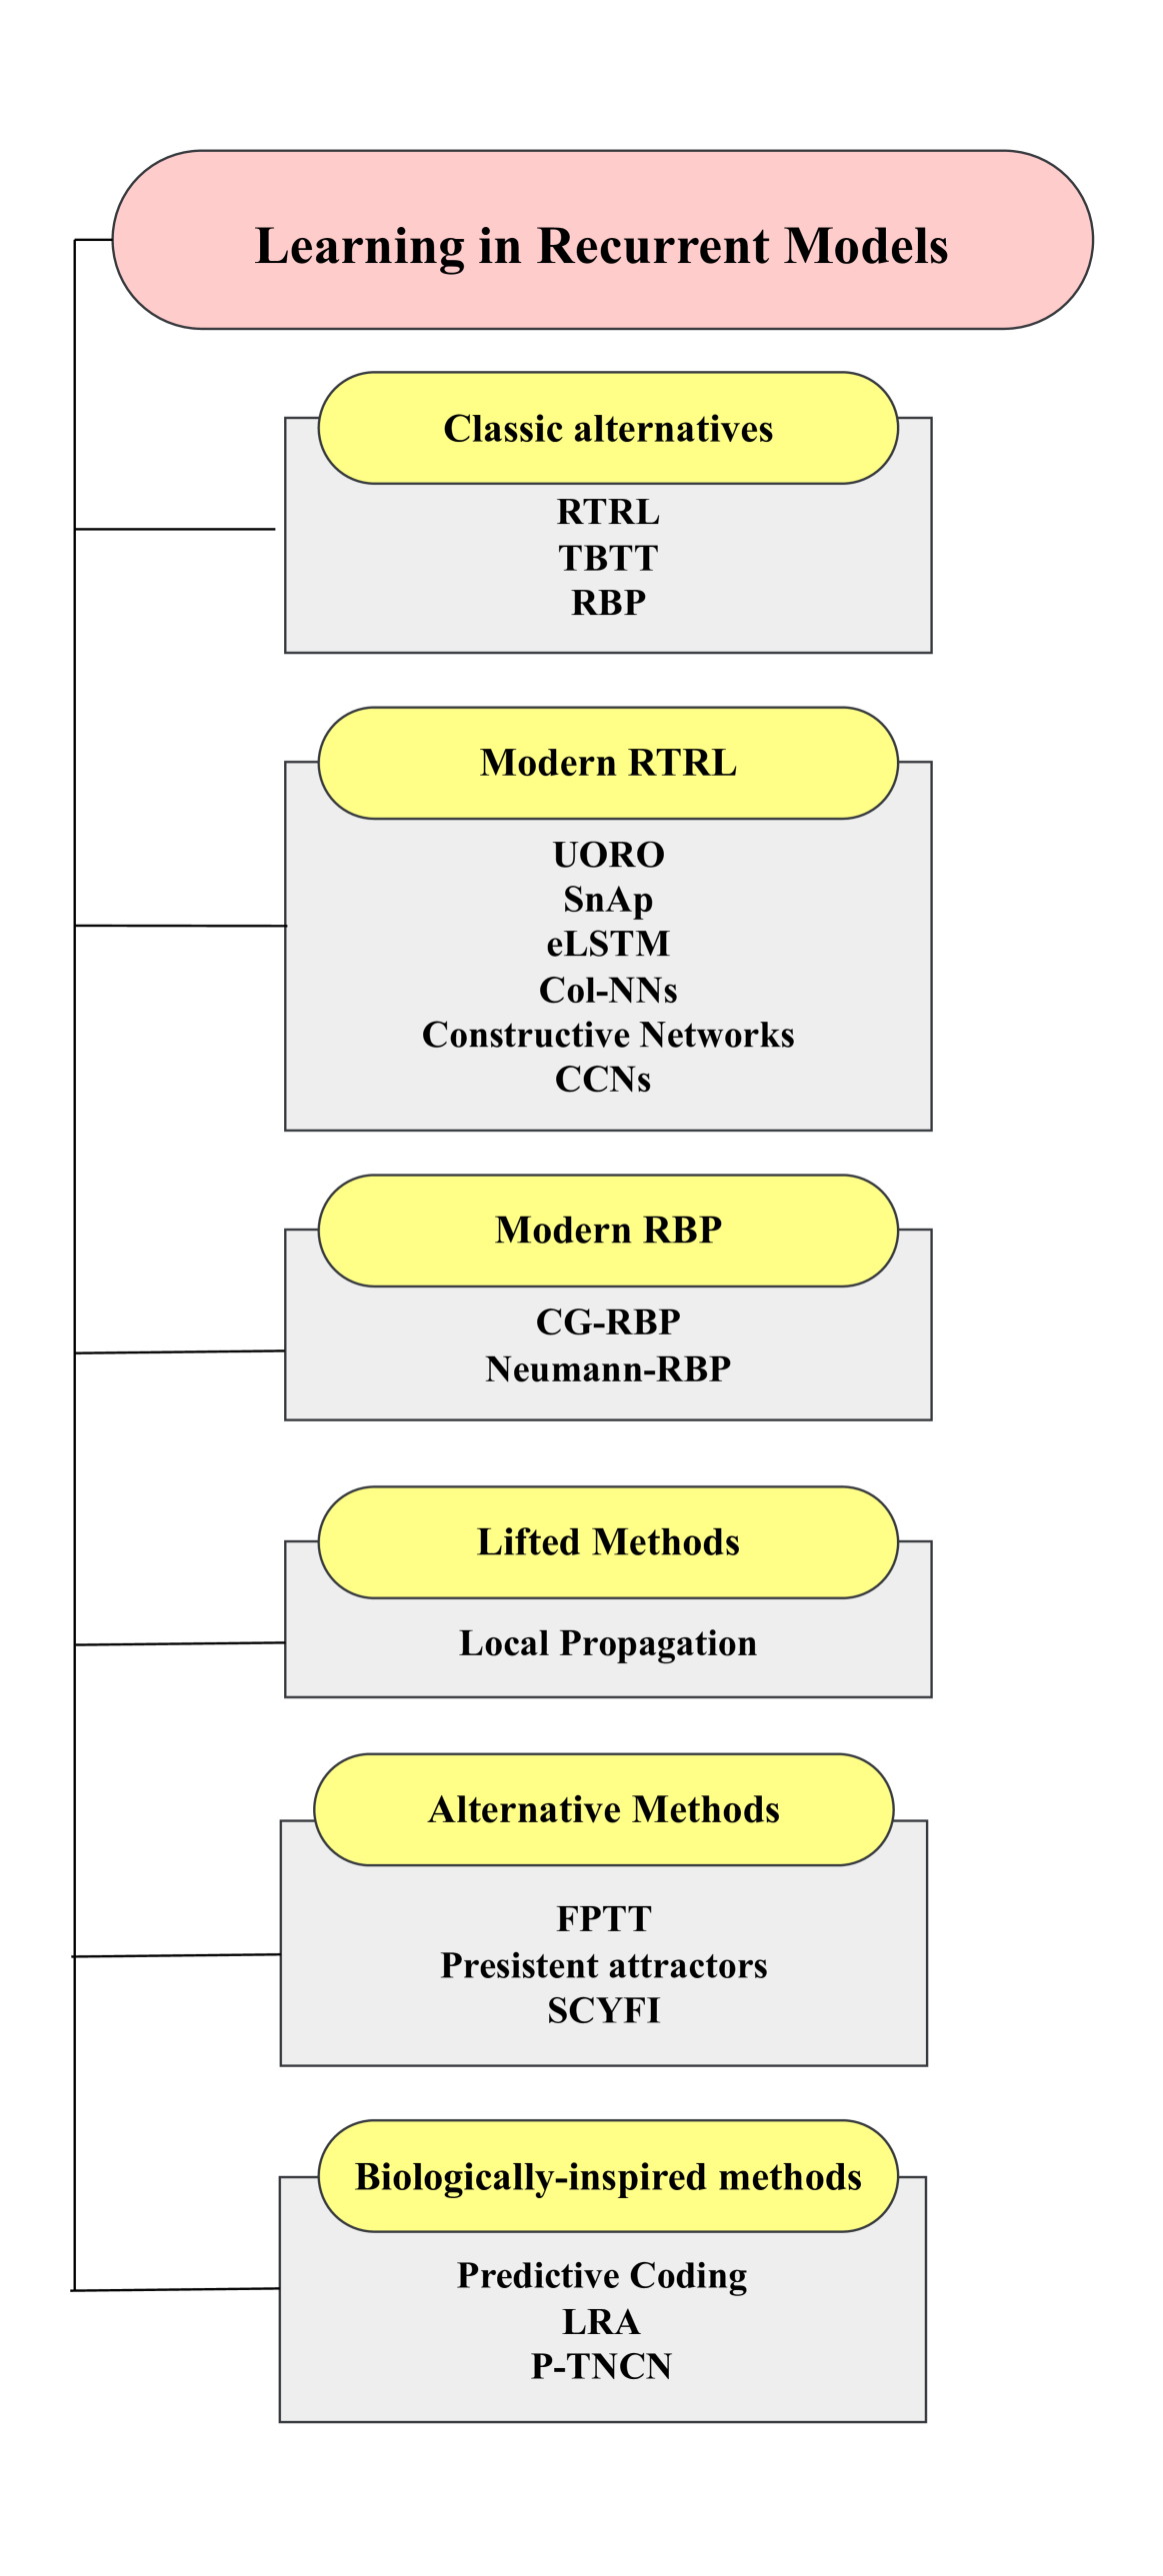 Learning in Recurrent Models
Classic alternatives
RTRL
TBTT
RBP
Modern RTRL
UORO
SnAp
eLSTM
Col-NNs
Constructive Networks
CCNs
Modern RBP
CG-RBP
Neumann-RBP
Lifted Methods
Local Propagation
Alternative Methods
FPTT
Presistent attractors
SCYFI
Biologically-inspired methods
Predictive Coding
LRA
P-TNCN